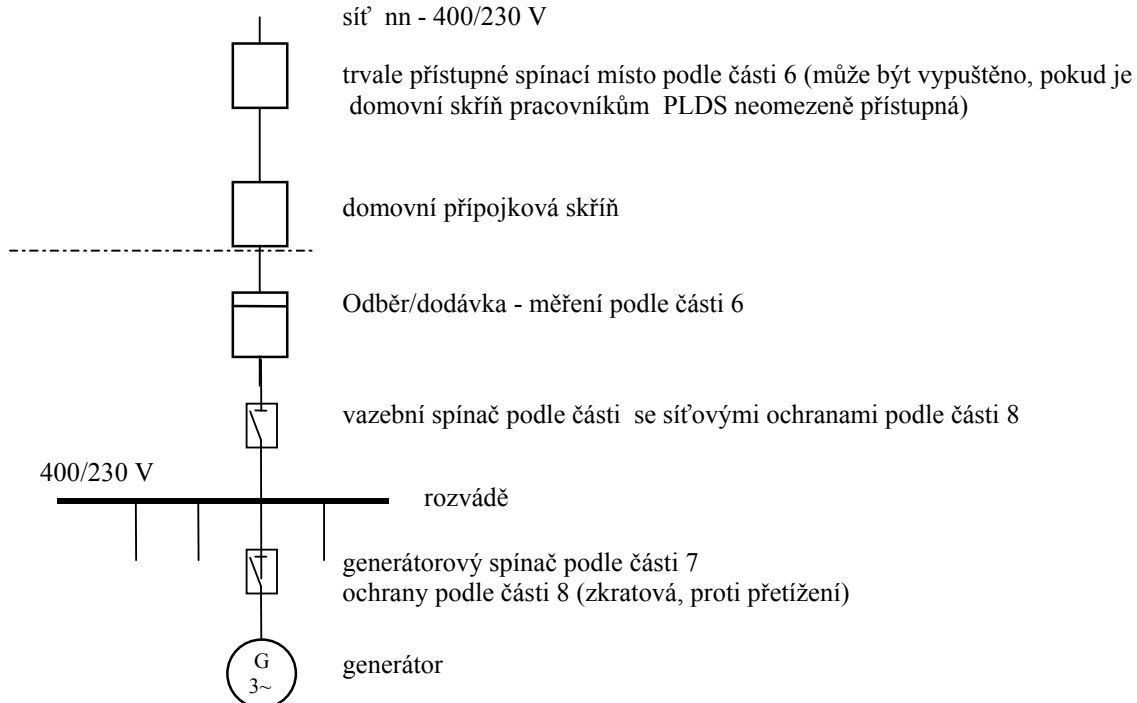 síť nn - 400/230 V
trvale přístupné spínací místo podle části 6 (může být vypuštěno, pokud je
domovní skříň pracovníkům PLDS neomezeně přístupná)
domovní přípojková skříň
Odběr/dodávka - měření podle části 6
vazební spínač podle části se síťovými ochranami podle části 8
400/230 V
rozvádě
generátorový spínač podle části 7
ochrany podle části 8 (zkratová, proti přetížení)
G
3~
generátor